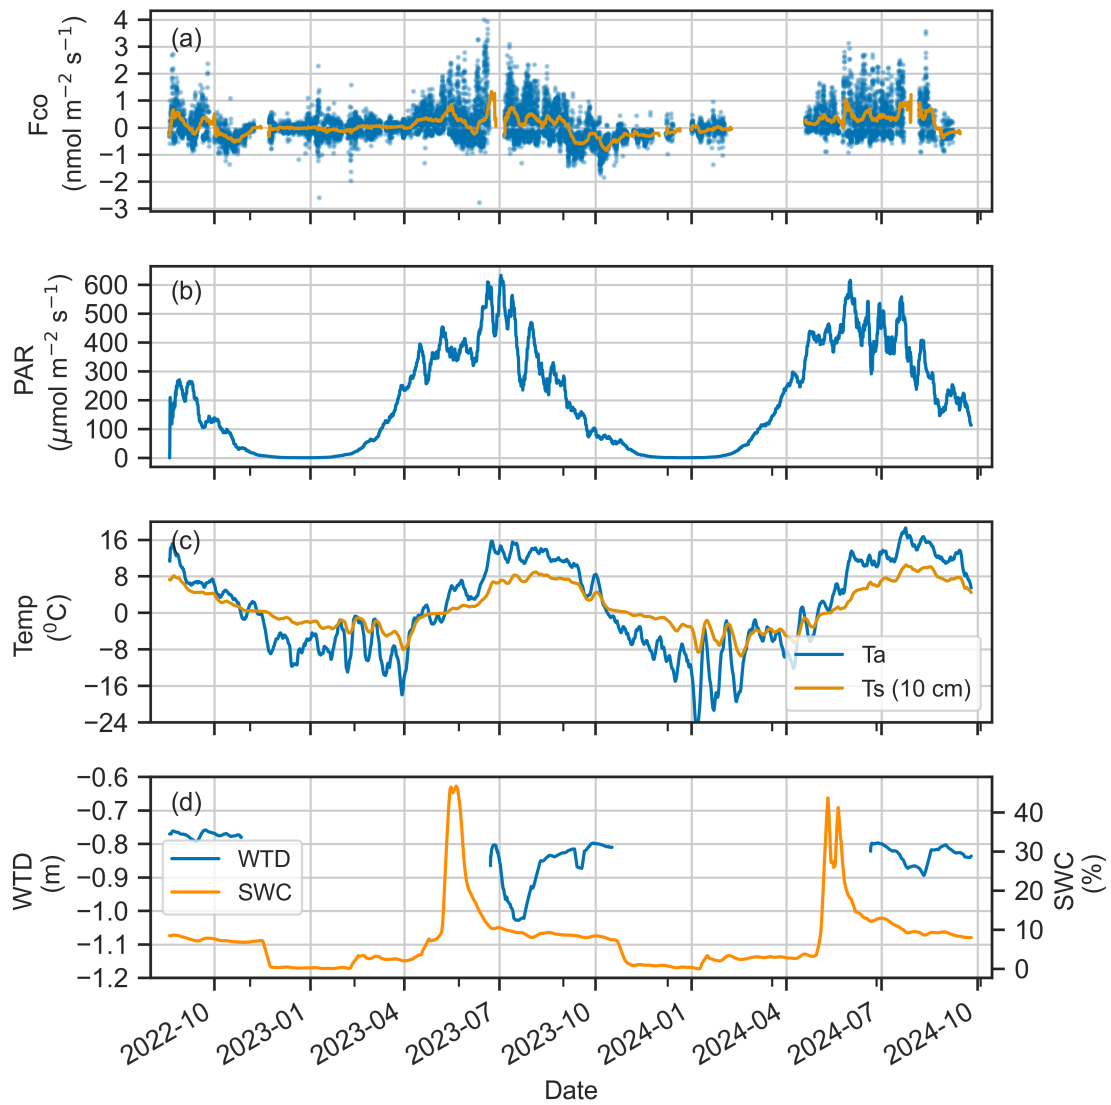 (a)
4
3
2
1
0
−1
−2
−3
Fco
(nmol m−2 s−1)
(b)
600
500
400
300
200
100
0
PAR
(μmol m−2 s−1)
(c)
16
8
0
−8
−16
−24
Temp
(0C)
Ta
Ts (10 cm)
(d)
−0.6
−0.7
−0.8
−0.9
−1.0
−1.1
−1.2
WTD
(m)
WTD
SWC
40
30
20
10
0
SWC
(%)
2022-10
2023-01
2023-04
2023-07
2023-10
2024-01
2024-04
2024-07
2024-10
Date